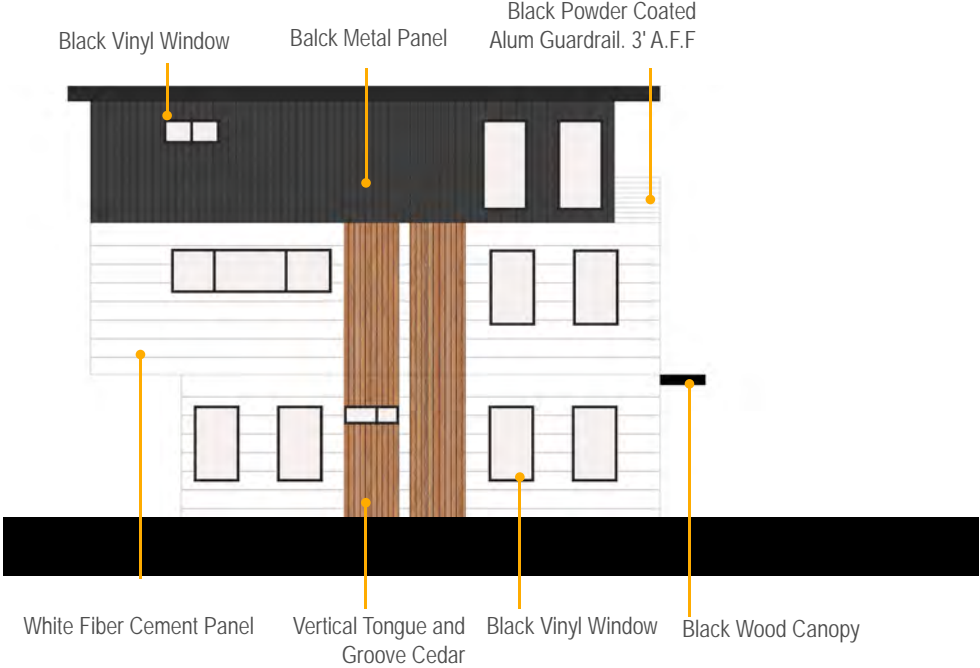 Black Vinyl Window
Balck Metal Panel
Black Powder Coated
Alum Guardrail. 3' A.F.F
White Fiber Cement Panel
Vertical Tongue and
Groove Cedar
Black Vinyl Window
Black Wood Canopy